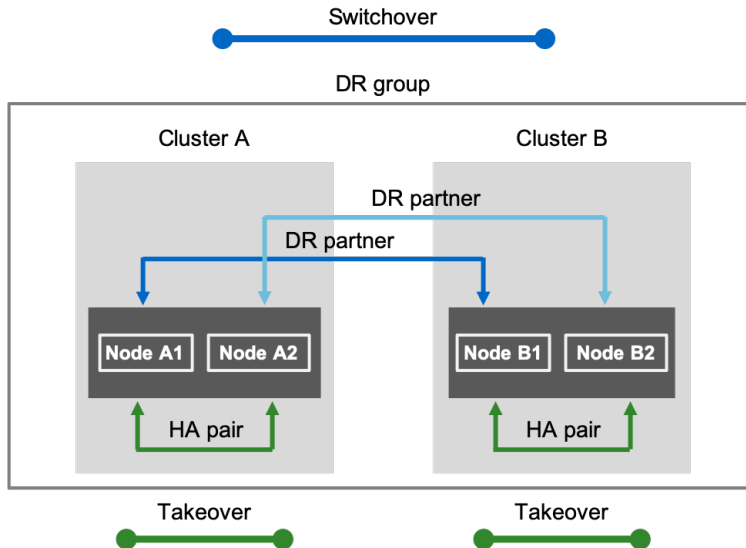 Switchover
DR group
Cluster A
Cluster B
DR partner
DR partner
Node A1
Node A2
Node B1
Node B2
HA pair
HA pair
Takeover
Takeover